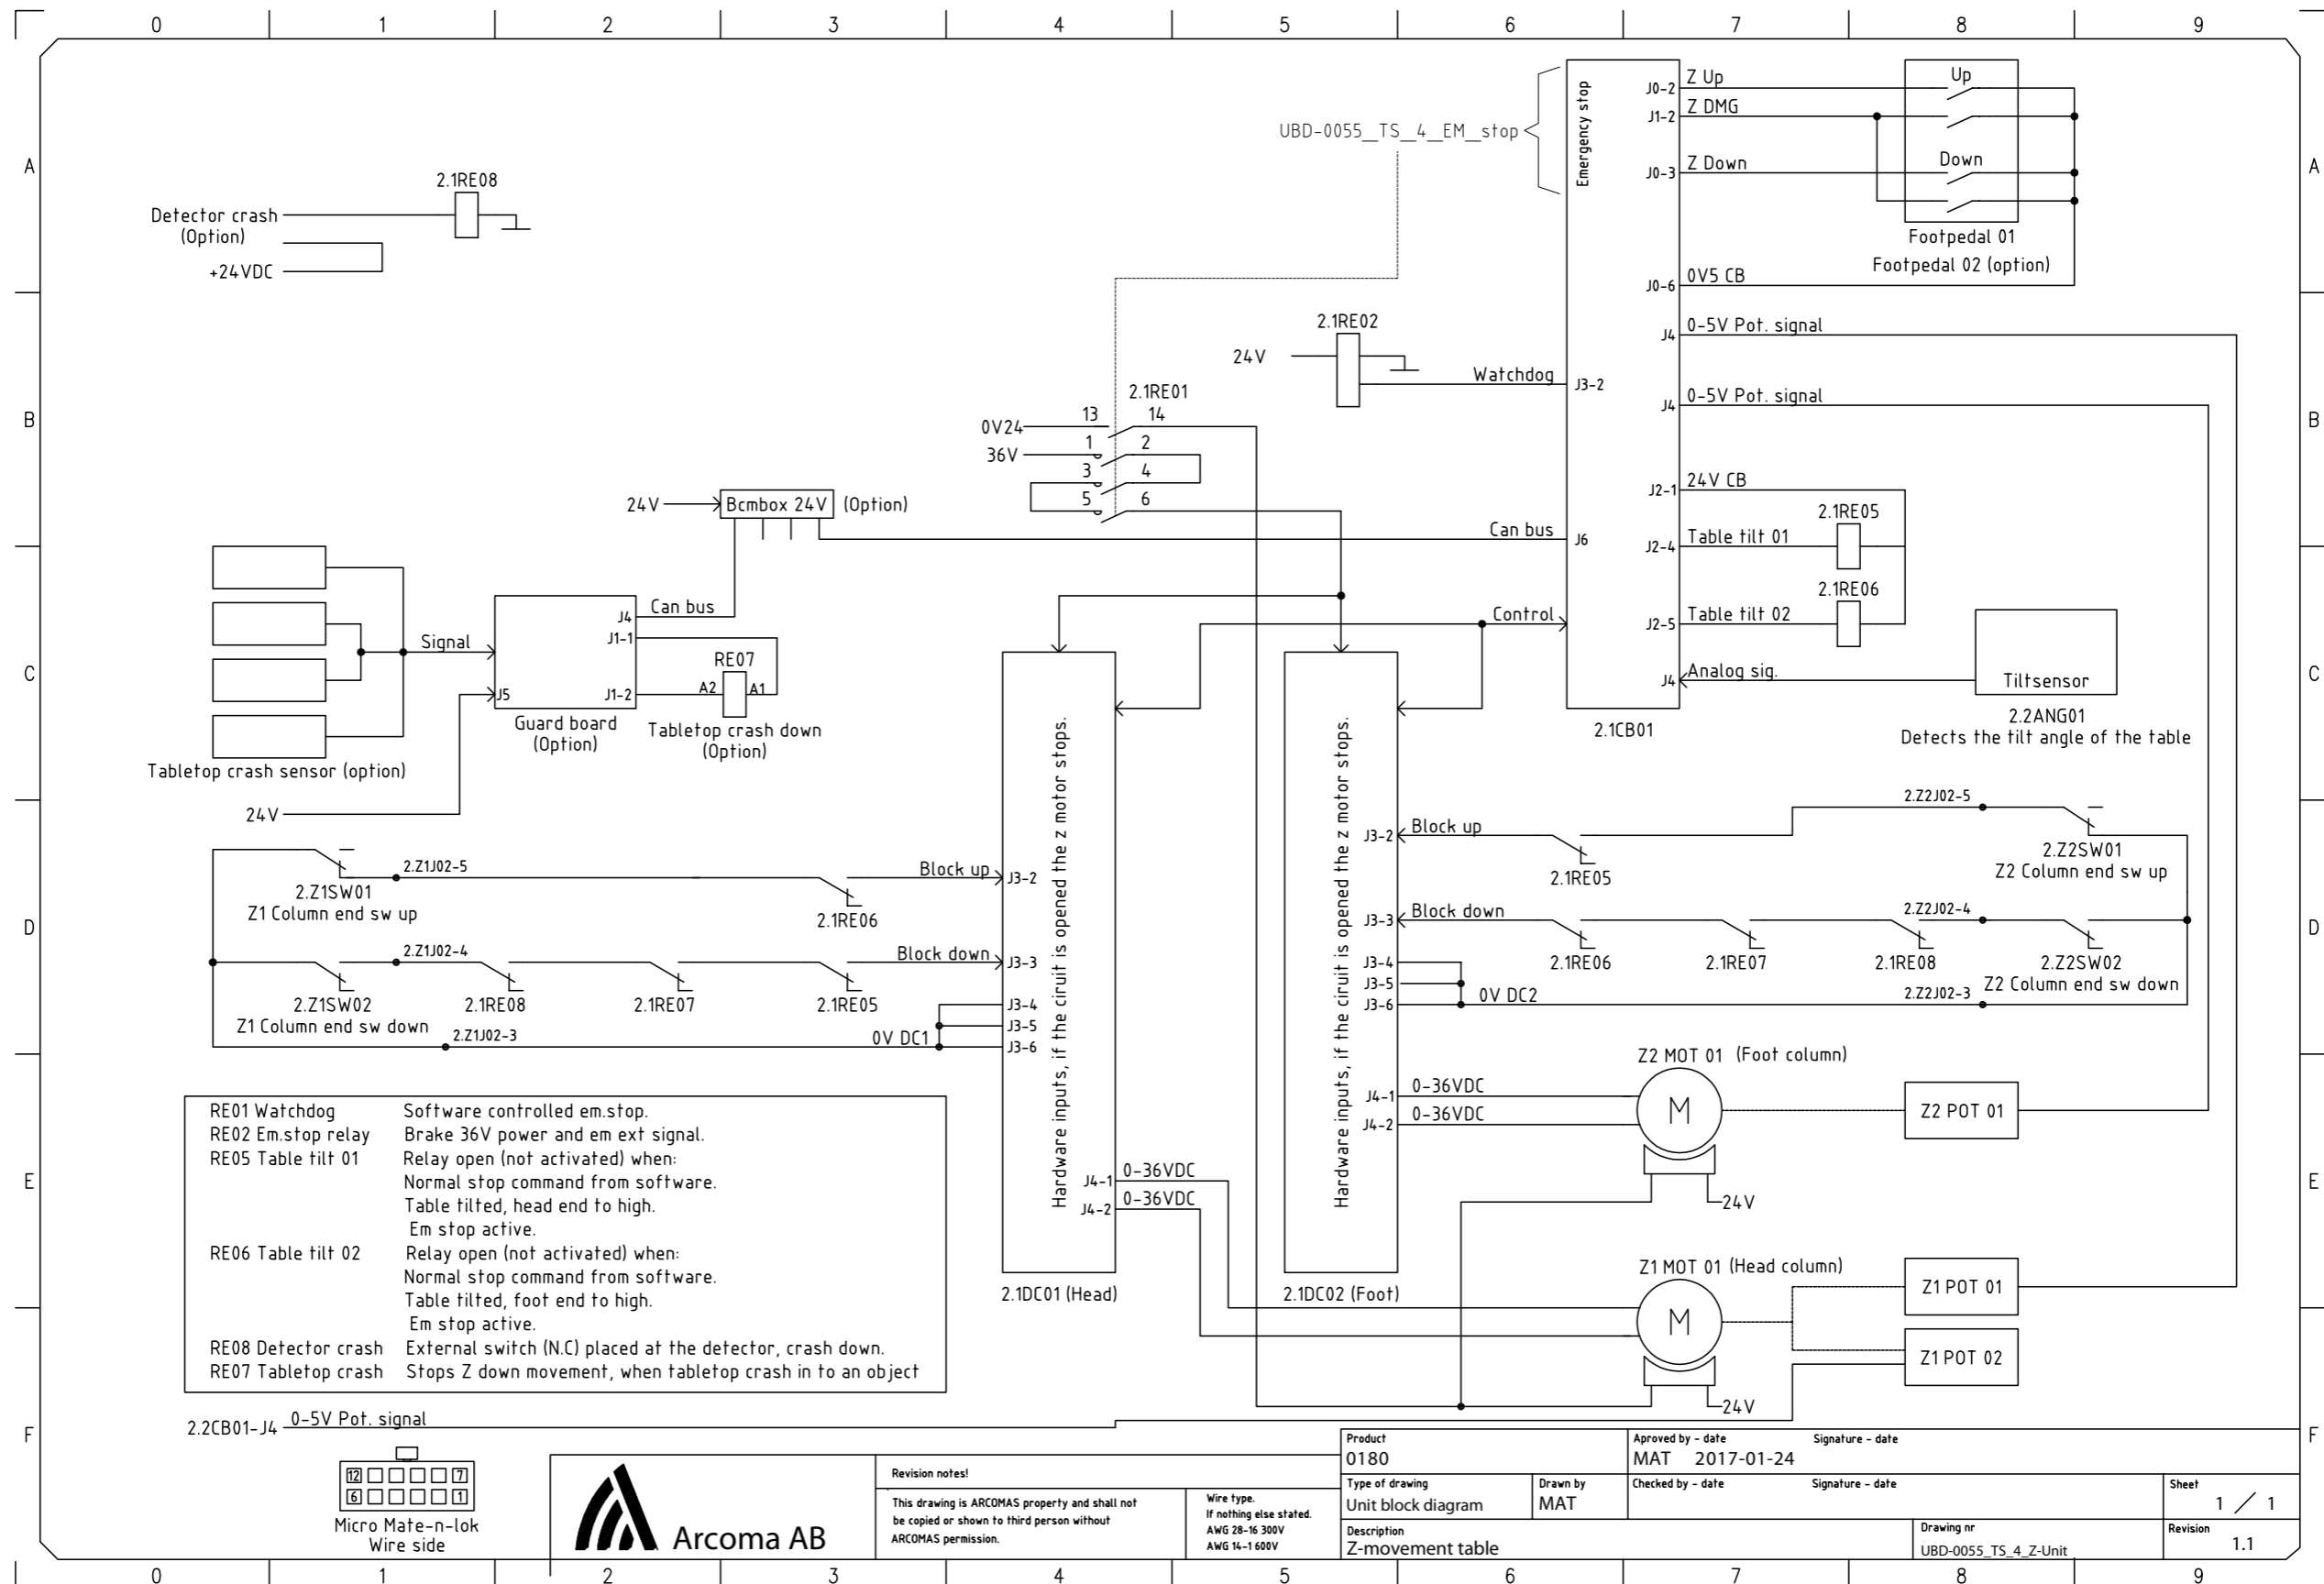 0 1 2 3 4 5 6 7 8 9
A
B
C
D
E
F
A
B
C
D
E
F
2.1RE08
Detector crash
(Option)
+24VDC
UBD-0055_TS_4_EM_stop
Emergency stop
J0-2 Z Up
J1-2 Z DMG
J0-3 Z Down
J0-6 0V5 CB
Up
Down
Footpedal 01
Footpedal 02 (option)
J4 0-5V Pot. signal
J4 0-5V Pot. signal
2.1RE02
24V
Watchdog J3-2
2.1RE01
0V24 13 14
36V 1 2
3 4
5 6
24V Bcmbox 24V (Option)
Can bus J6
J2-1 24V CB
2.1RE05
J2-4 Table tilt 01
2.1RE06
J2-5 Table tilt 02
Control
J4 Analog sig.
Tiltsensor
2.2ANG01
Detects the tilt angle of the table
2.1CB01
J4 Can bus
J1-1
RE07
J1-2 A2 A1
Signal
J5
Guard board
(Option)
Tabletop crash down
(Option)
Tabletop crash sensor (option)
24V
Hardware inputs, if the ciruit is opened the z motor stops.
Hardware inputs, if the ciruit is opened the z motor stops.
2.Z1J02-5
2.Z1SW01
Z1 Column end sw up
2.1RE06
Block up J3-2
2.Z1J02-4
Block down J3-3
2.Z1SW02
Z1 Column end sw down
2.1RE08
2.1RE07
2.1RE05
J3-4
J3-5
J3-6
0V DC1
2.Z1J02-3
J3-2 Block up
2.1RE05
2.Z2J02-5
2.Z2SW01
Z2 Column end sw up
J3-3 Block down
2.1RE06
2.1RE07
2.Z2J02-4
2.1RE08
2.Z2SW02
Z2 Column end sw down
J3-4
J3-5
J3-6
0V DC2
2.Z2J02-3
Z2 MOT 01 (Foot column)
J4-1 0-36VDC
J4-2 0-36VDC
M
Z2 POT 01
24V
J4-1 0-36VDC
J4-2 0-36VDC
2.1DC01 (Head)
2.1DC02 (Foot)
Z1 MOT 01 (Head column)
M
Z1 POT 01
Z1 POT 02
24V
RE01 Watchdog Software controlled em.stop.
RE02 Em.stop relay Brake 36V power and em ext signal.
RE05 Table tilt 01 Relay open (not activated) when:
Normal stop command from software.
Table tilted, head end to high.
Em stop active.
RE06 Table tilt 02 Relay open (not activated) when:
Normal stop command from software.
Table tilted, foot end to high.
Em stop active.
RE08 Detector crash External switch (N.C) placed at the detector, crash down.
RE07 Tabletop crash Stops Z down movement, when tabletop crash in to an object
2.2CB01-J4 0-5V Pot. signal
12 7
6 1
Micro Mate-n-lok
Wire side
Arcoma AB
Revision notes!
This drawing is ARCOMAS property and shall not
be copied or shown to third person without
ARCOMAS permission.
Wire type.
If nothing else stated.
AWG 28-16 300V
AWG 14-1 600V
Product
0180
Aproved by - date Signature - date
MAT 2017-01-24
Type of drawing
Unit block diagram
Drawn by
MAT
Checked by - date Signature - date
Sheet
1 / 1
Description
Z-movement table
Drawing nr
UBD-0055_TS_4_Z-Unit
Revision
1.1
0 1 2 3 4 5 6 7 8 9